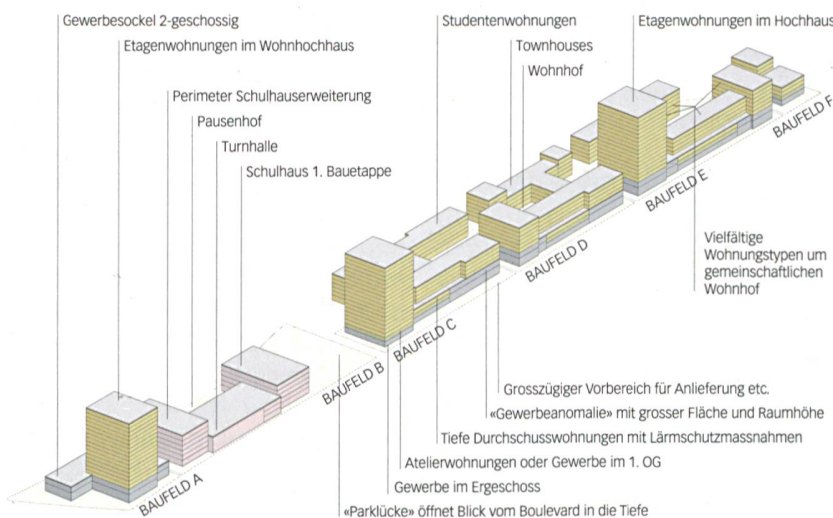 Gewerbesockel 2-geschossig
Etagenwohnungen im Wohnhochhaus
Perimeter Schulhauserweiterung
Pausenhof
Turnhalle
Schulhaus 1. Bauetappe
Studentenwohnungen
Townhouses
Wohnhof
Etagenwohnungen im Hochhaus
BAUFELD A
BAUFELD B
BAUFELD C
BAUFELD D
BAUFELD E
BAUFELD F
Vielfältige
Wohnungstypen um
gemeinschaftlichen
Wohnhof
Grosszügiger Vorbereich für Anlieferung etc.
«Gewerbeanomalie» mit grosser Fläche und Raumhöhe
Tiefe Durchschusswohnungen mit Lärmschutzmassnahmen
Atelierwohnungen oder Gewerbe im 1. OG
Gewerbe im Ergeschoss
«Parklücke» öffnet Blick vom Boulevard in die Tiefe